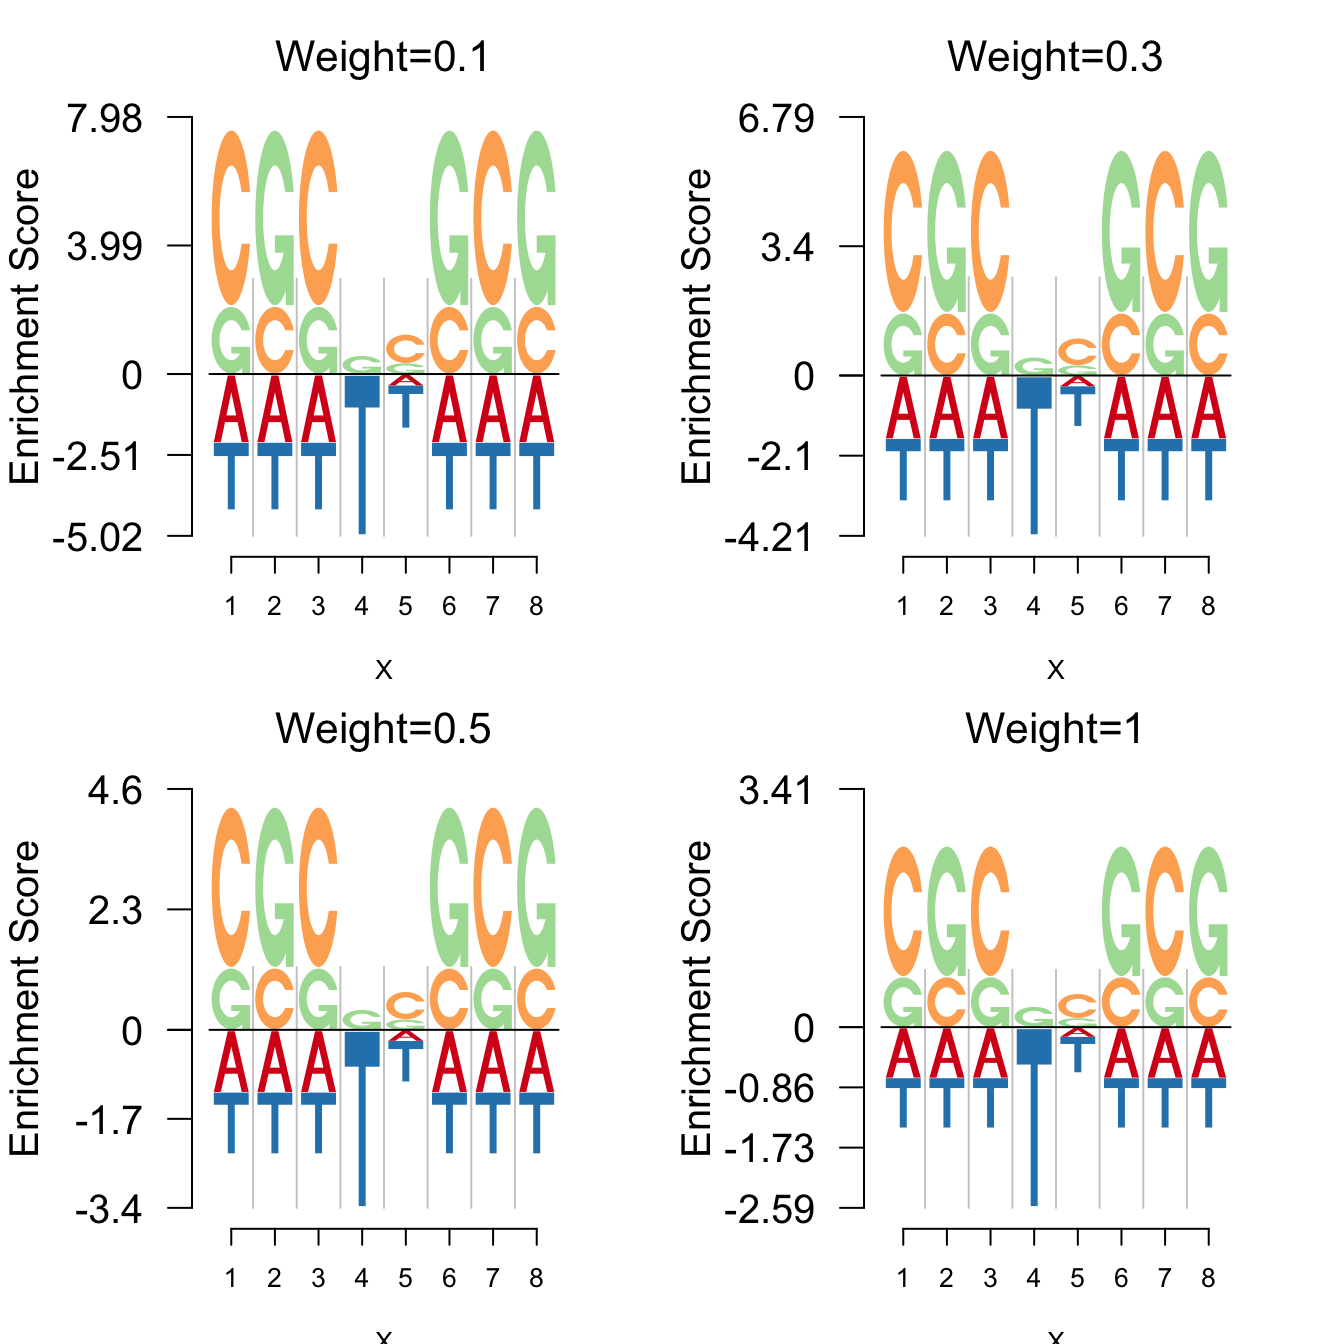 Weight=0.1
7.98
3.99
0
-2.51
-5.02
Enrichment Score
C G C G C G
G C G G C C G C
A A A T A A A A
T T T T T T T
1 2 3 4 5 6 7 8
X
Weight=0.3
6.79
3.4
0
-2.1
-4.21
Enrichment Score
C G C G C G
G C G G C C G C
A A A T A A A A
T T T T T T T
1 2 3 4 5 6 7 8
X
Weight=0.5
4.6
2.3
0
-1.7
-3.4
Enrichment Score
C G C G C G
G C G G C C G C
A A A T A A A A
T T T T T T T
1 2 3 4 5 6 7 8
X
Weight=1
3.41
0
-0.86
-1.73
-2.59
Enrichment Score
C G C G C G
G C G G C C G C
A A A T A A A A
T T T T T T T
1 2 3 4 5 6 7 8
X